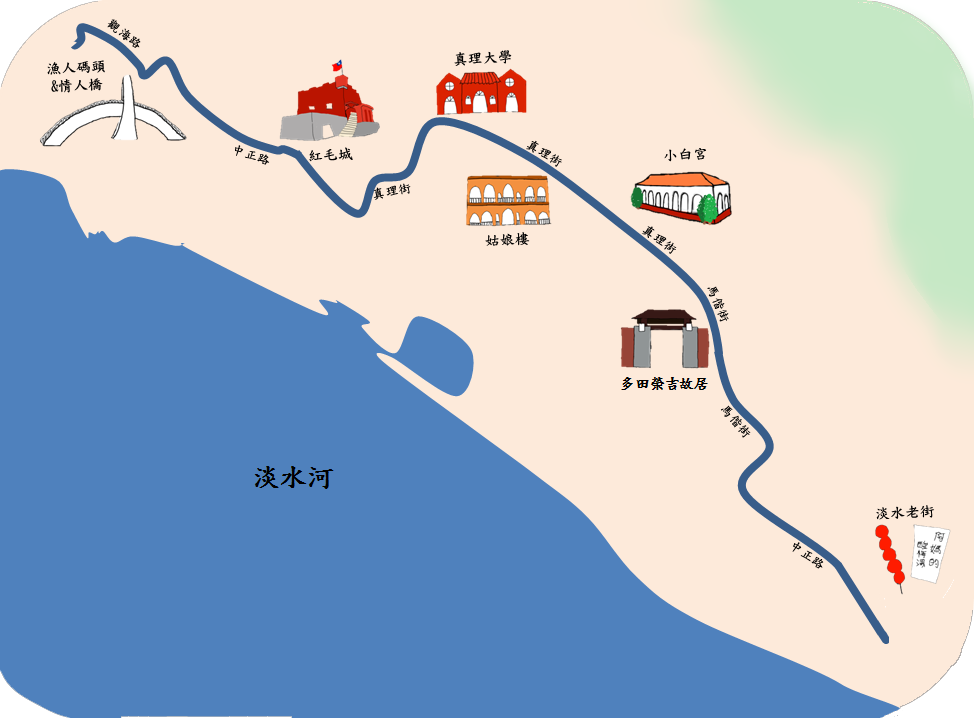 觀海路
漁人碼頭
&情人橋
中正路
紅毛城
真理街
真理大學
真理街
姑娘樓
小白宮
真理街
馬偕街
多田榮吉故居
馬偕街
淡水河
中正路
淡水老街
阿媽的
酸梅湯